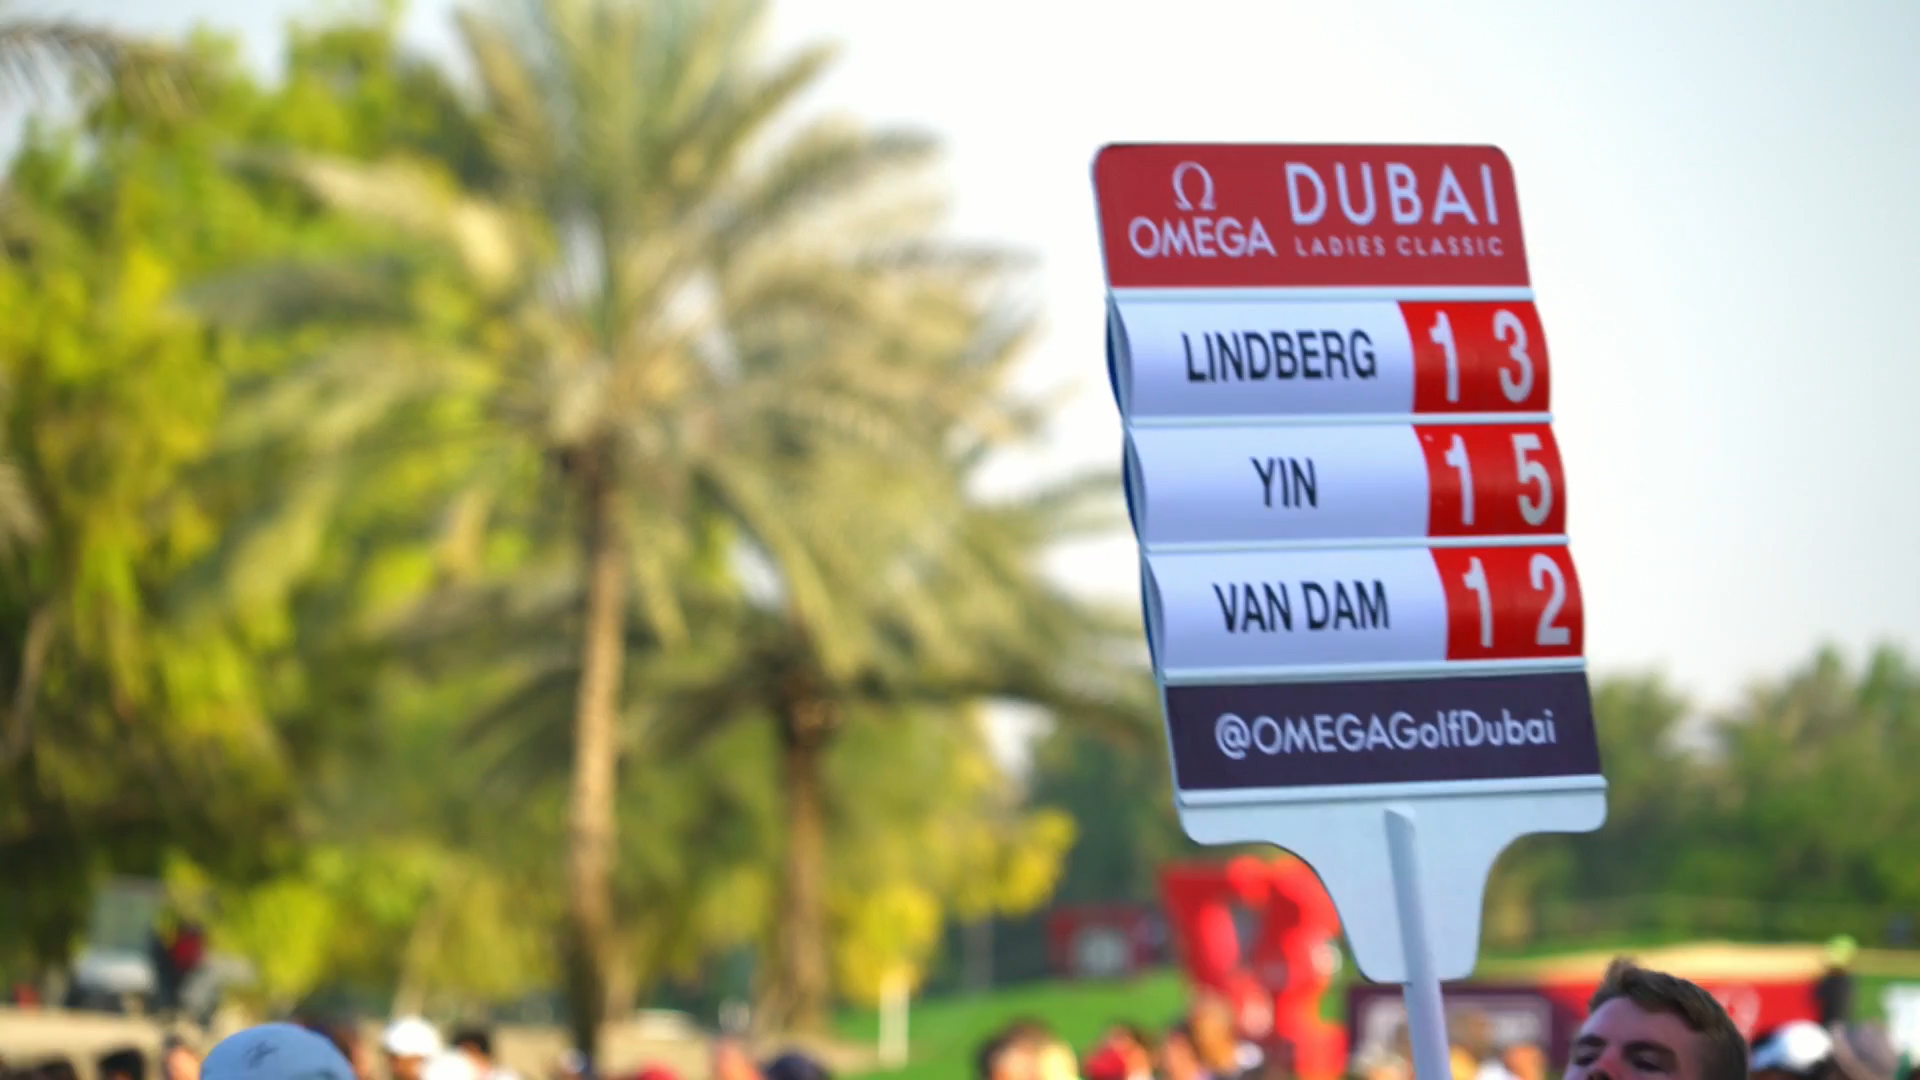 Ω
OMEGA
DUBAI
LADIES CLASSIC
LINDBERG 13
YIN 15
VAN DAM 12
@OMEGAGolfDubai